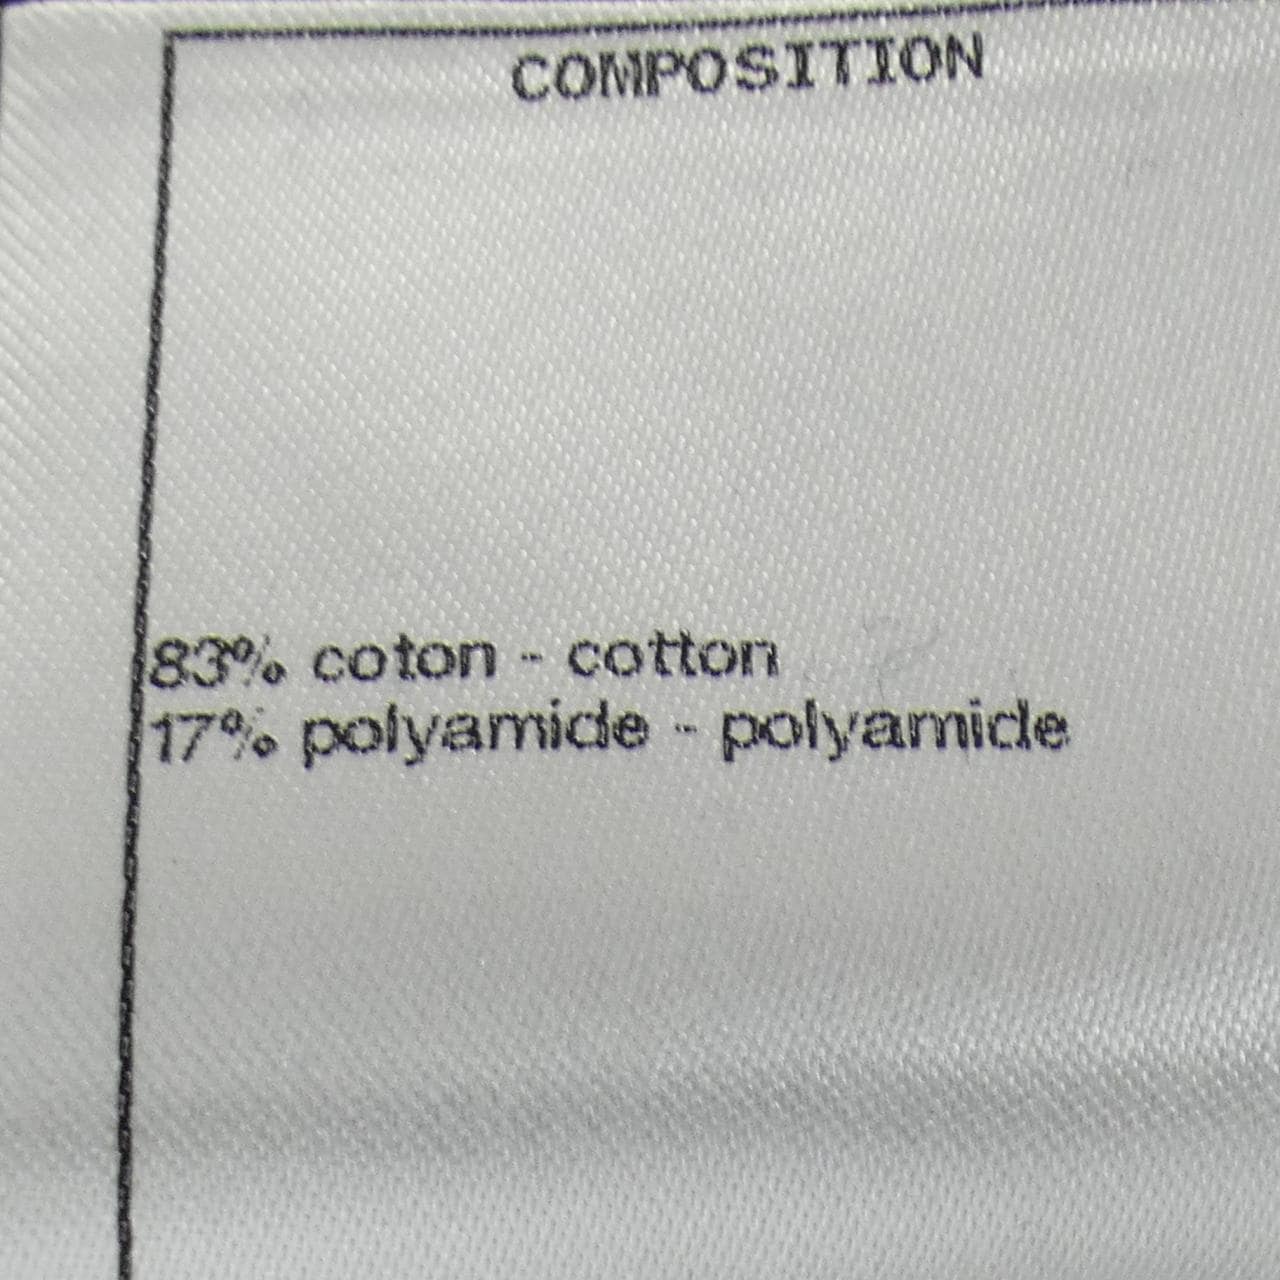 COMPOSITION
83% coton - cotton
17% polyamide - polyamide